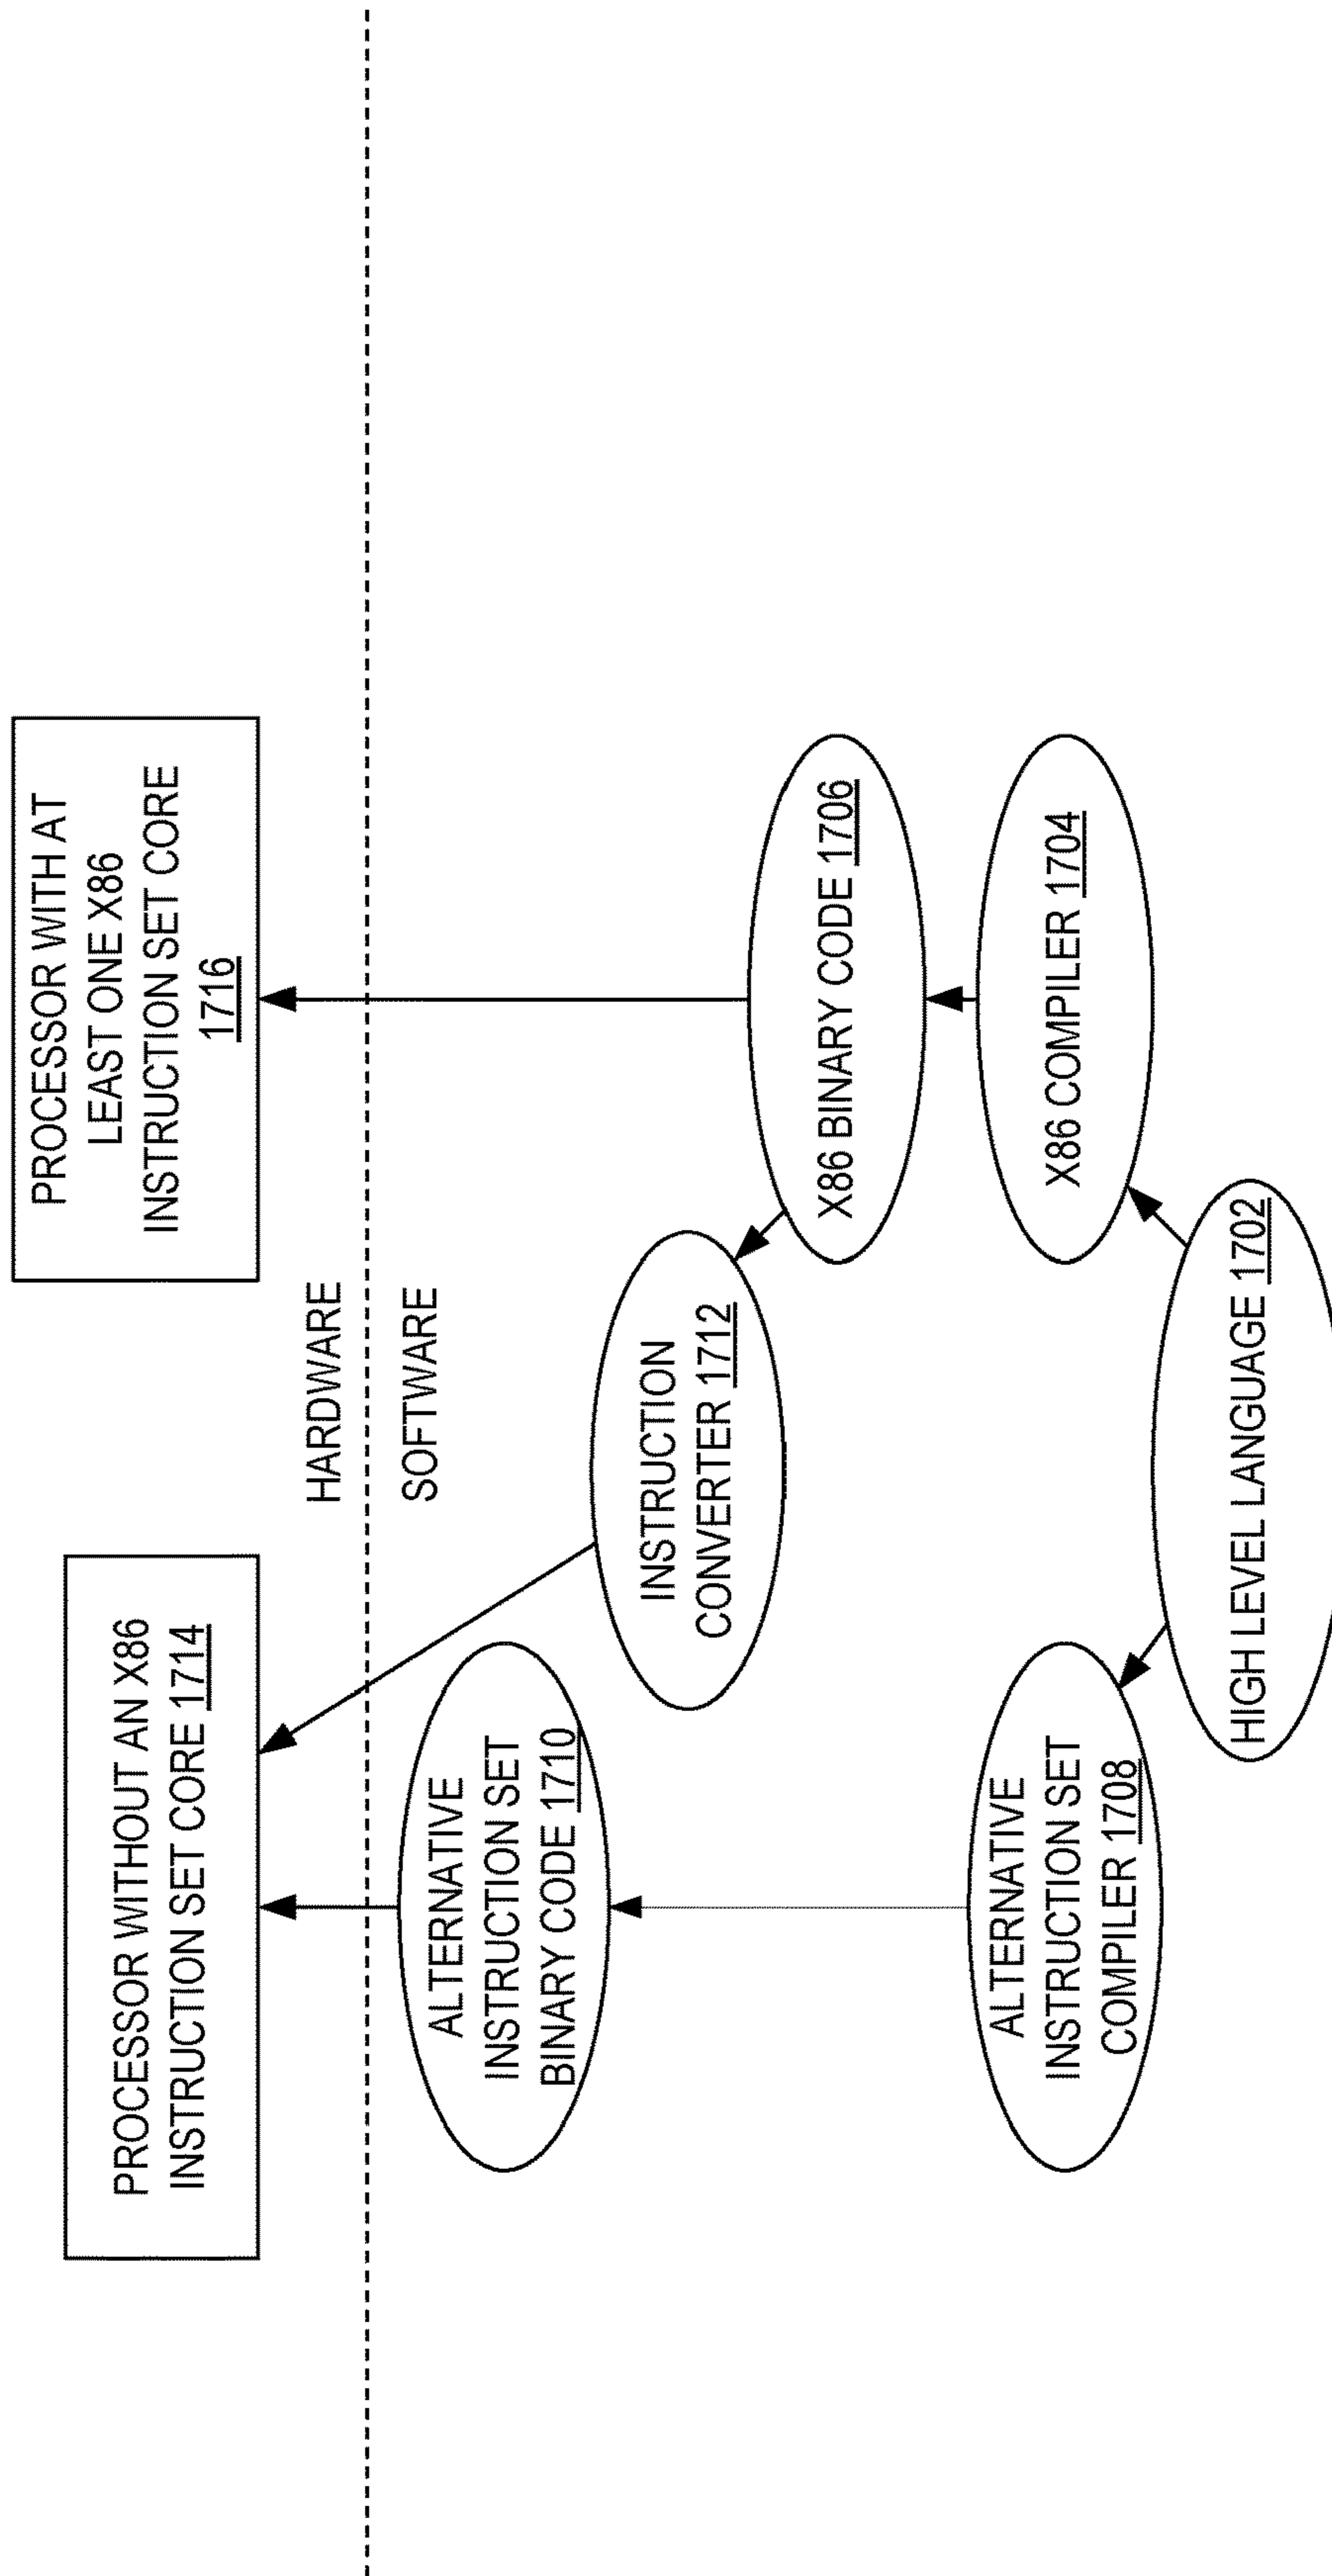 PROCESSOR WITHOUT AN X86
INSTRUCTION SET CORE 1714
PROCESSOR WITH AT
LEAST ONE X86
INSTRUCTION SET CORE
1716
HARDWARE
SOFTWARE
ALTERNATIVE
INSTRUCTION SET
BINARY CODE 1710
INSTRUCTION
CONVERTER 1712
X86 BINARY CODE 1706
ALTERNATIVE
INSTRUCTION SET
COMPILER 1708
X86 COMPILER 1704
HIGH LEVEL LANGUAGE 1702